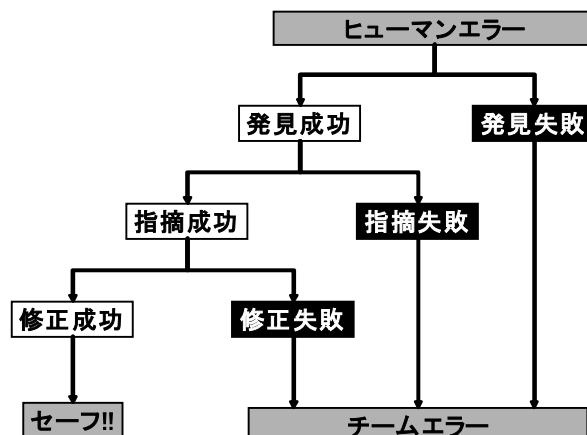 ヒューマンエラー
発見成功
発見失敗
指摘成功
指摘失敗
修正成功
修正失敗
セーフ!!
チームエラー